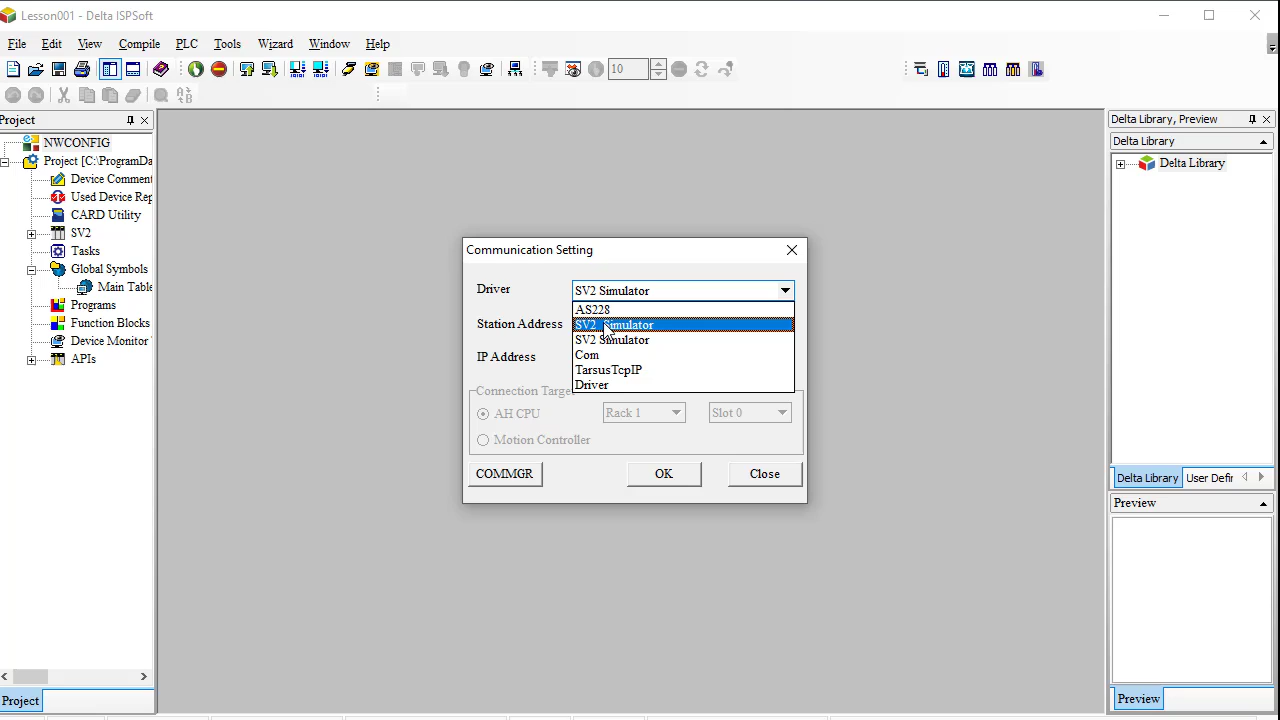 Lesson001 - Delta ISPSoft
File Edit View Compile PLC Tools Wizard Window Help
10
Project
NWCONFIG
Project [C:\ProgramDa
Device Comment
Used Device Rep
CARD Utility
SV2
Tasks
Global Symbols
Main Table
Programs
Function Blocks
Device Monitor
APIs
Project
Communication Setting
Driver SV2 Simulator
AS228
SV2_Simulator
SV2 Simulator
Com
TarsusTcpIP
Driver
Station Address
IP Address
Connection Targe
AH CPU Rack 1 Slot 0
Motion Controller
COMMGR OK Close
Delta Library, Preview
Delta Library
Delta Library
Delta Library User Defir
Preview
Preview